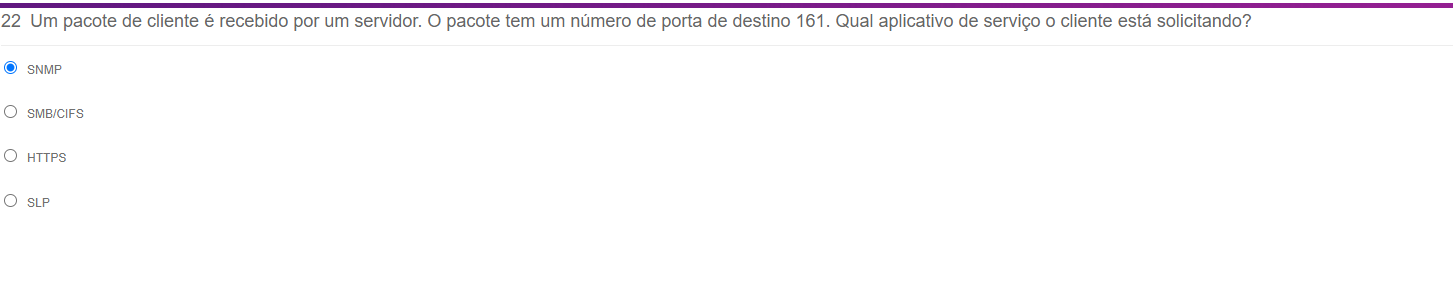 22 Um pacote de cliente é recebido por um servidor. O pacote tem um número de porta de destino 161. Qual aplicativo de serviço o cliente está solicitando?
SNMP
SMB/CIFS
HTTPS
SLP